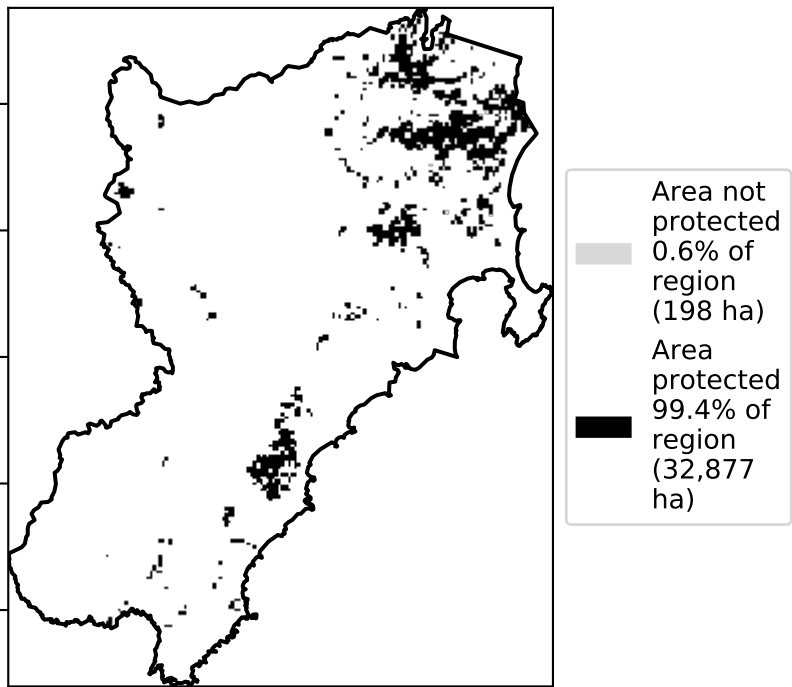 Area not
protected
0.6% of
region
(198 ha)
Area
protected
99.4% of
region
(32,877
ha)